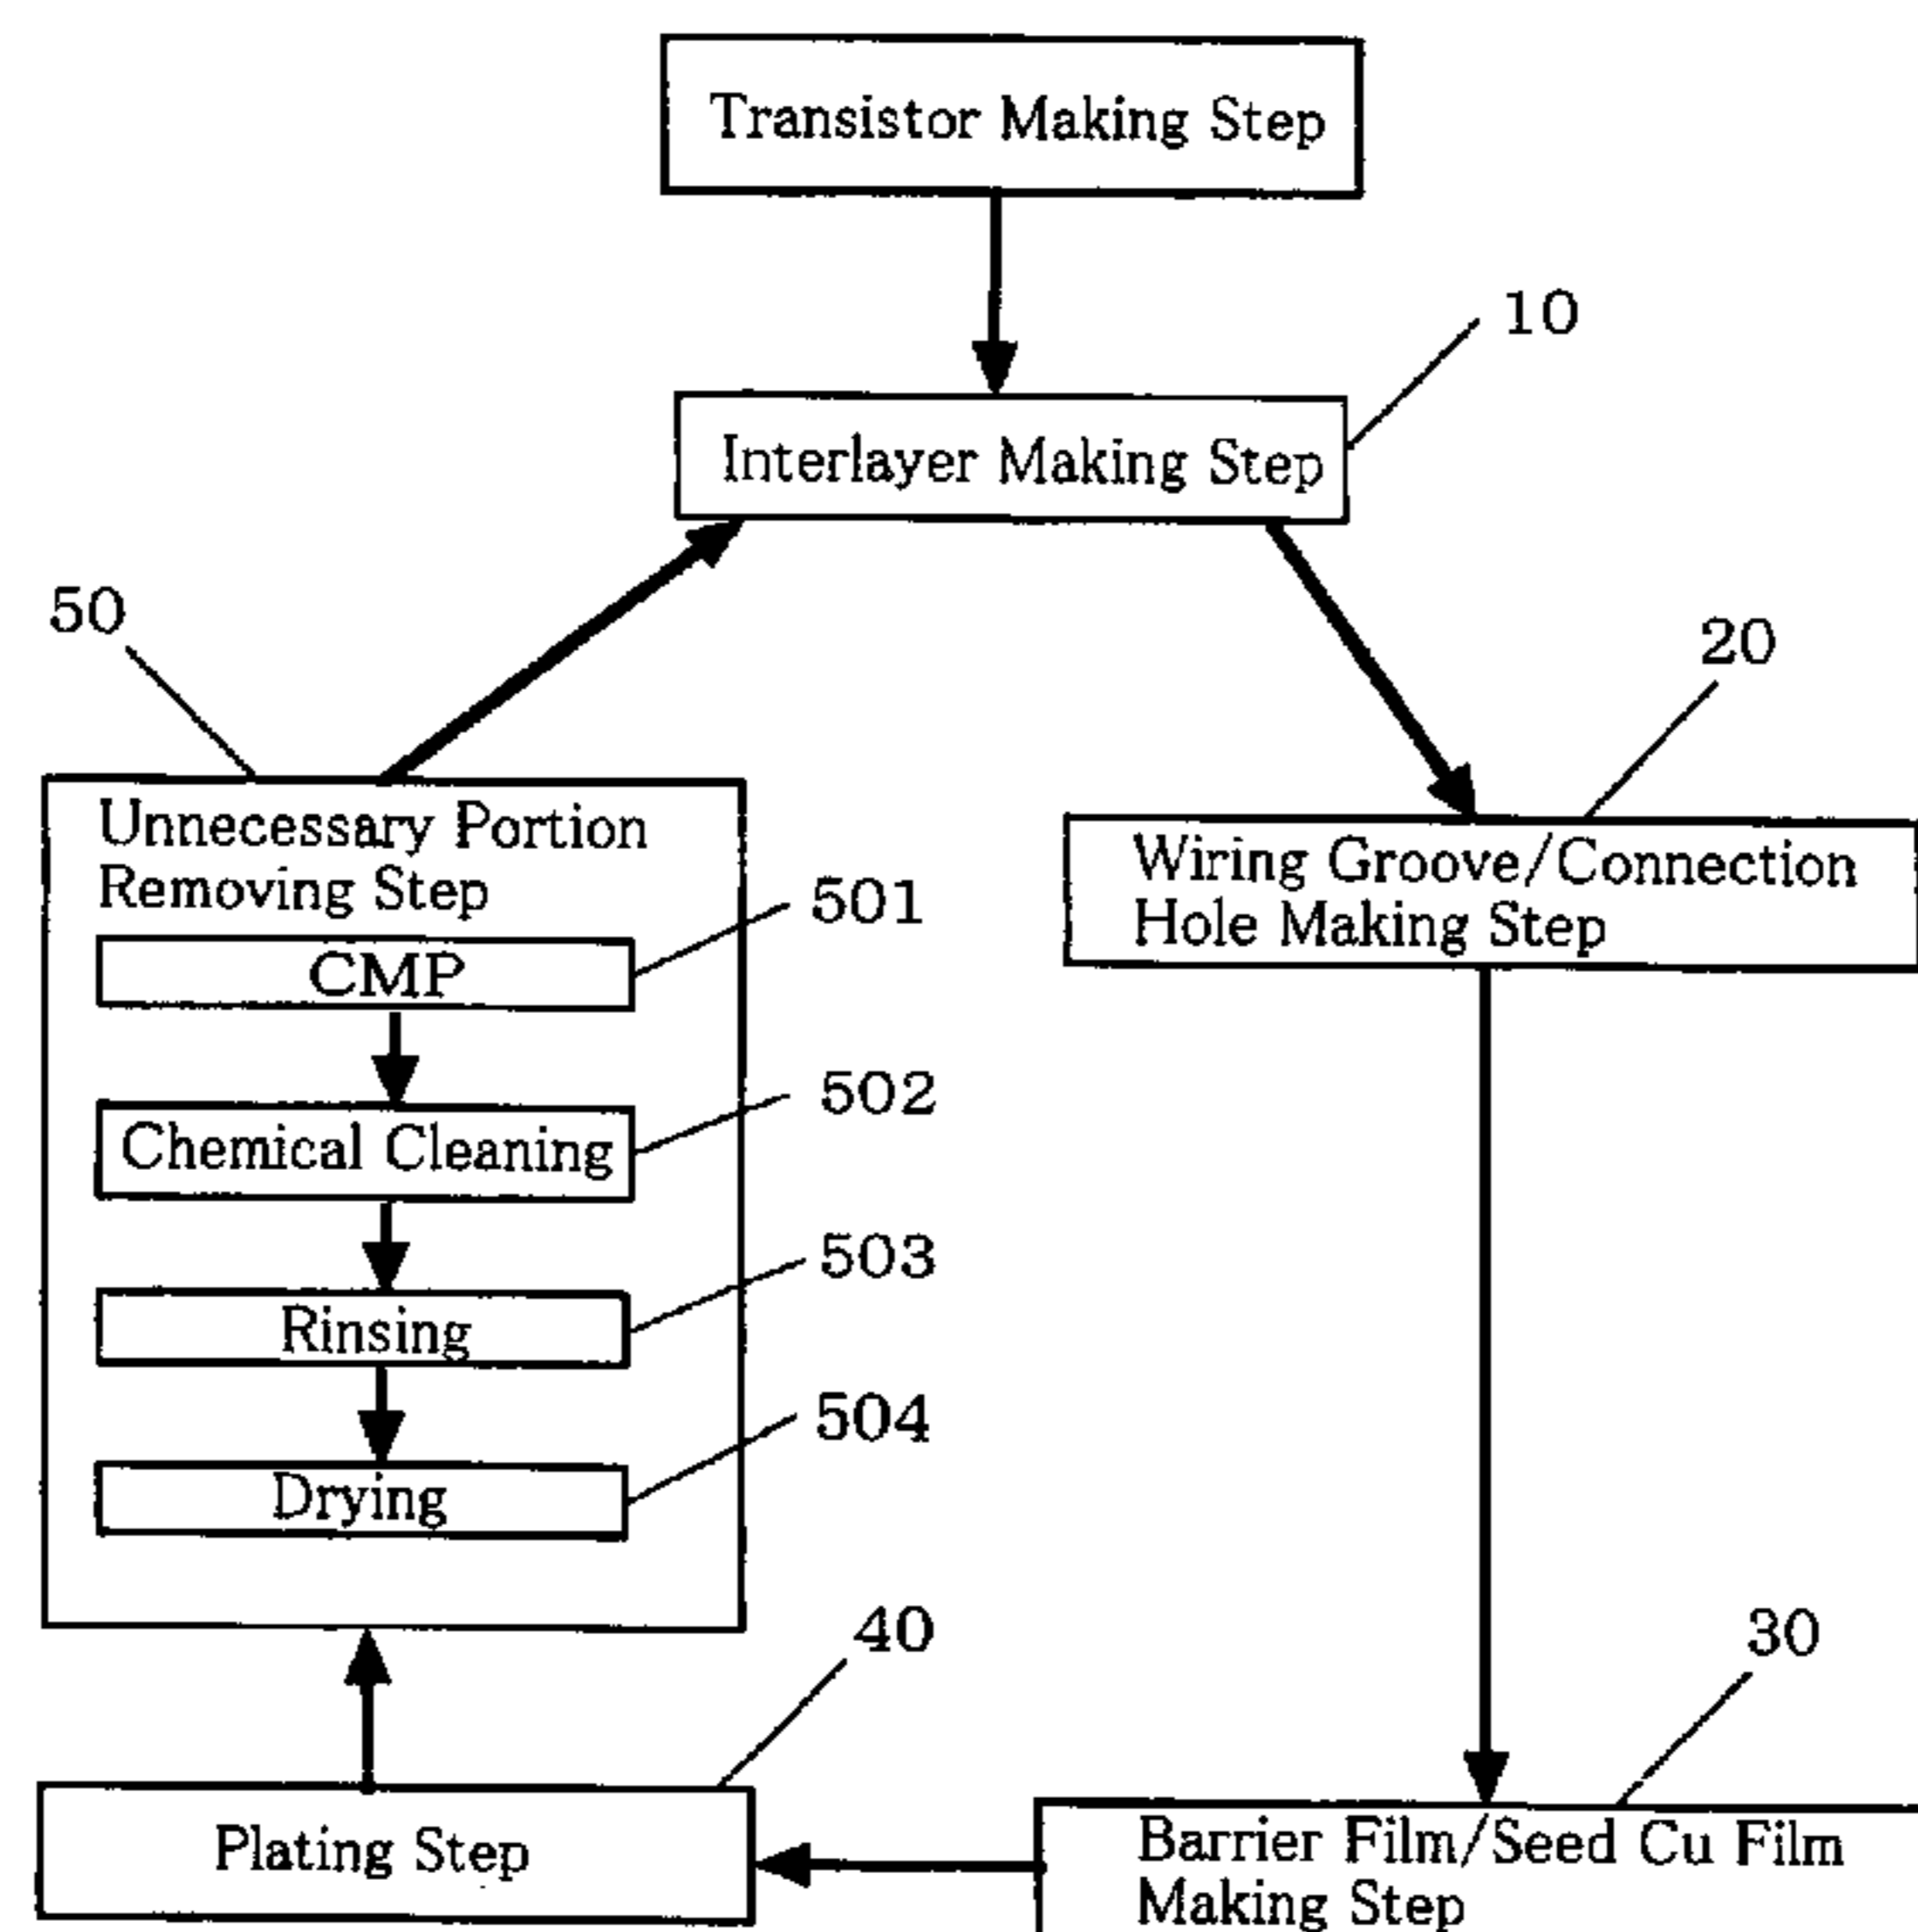 Transistor Making Step
10
Interlayer Making Step
50
20
Unnecessary Portion
Removing Step
Wiring Groove/Connection
Hole Making Step
501
CMP
502
Chemical Cleaning
503
Rinsing
504
Drying
40
30
Plating Step
Barrier Film/Seed Cu Film
Making Step